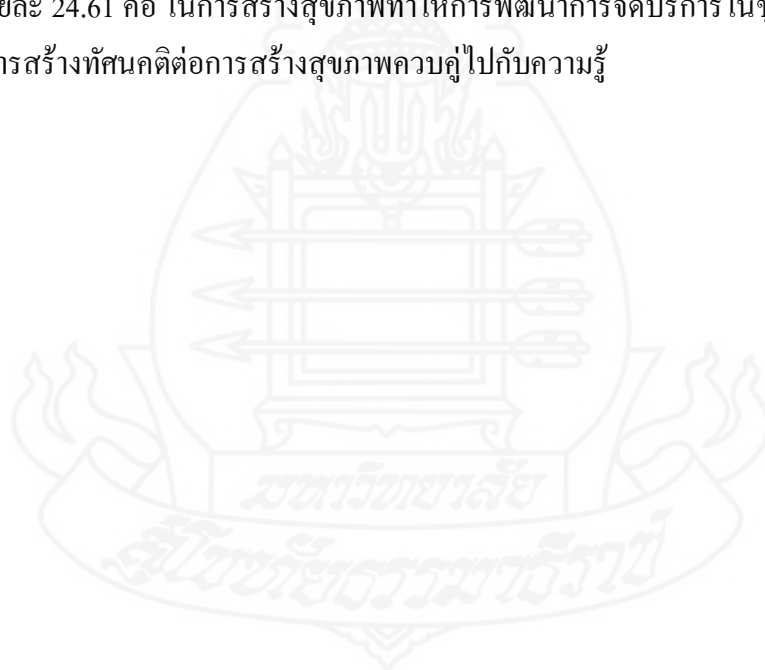 ยละ 24.61 คือ ในการสร้างสุขภาพทำให้การพัฒนาการจัดบริการในชุ
ารสร้างทัศนคติต่อการสร้างสุขภาพควบคู่ไปกับความรู้
มหาวิทยาลัย
สุโขทัยธรรมาธิราช